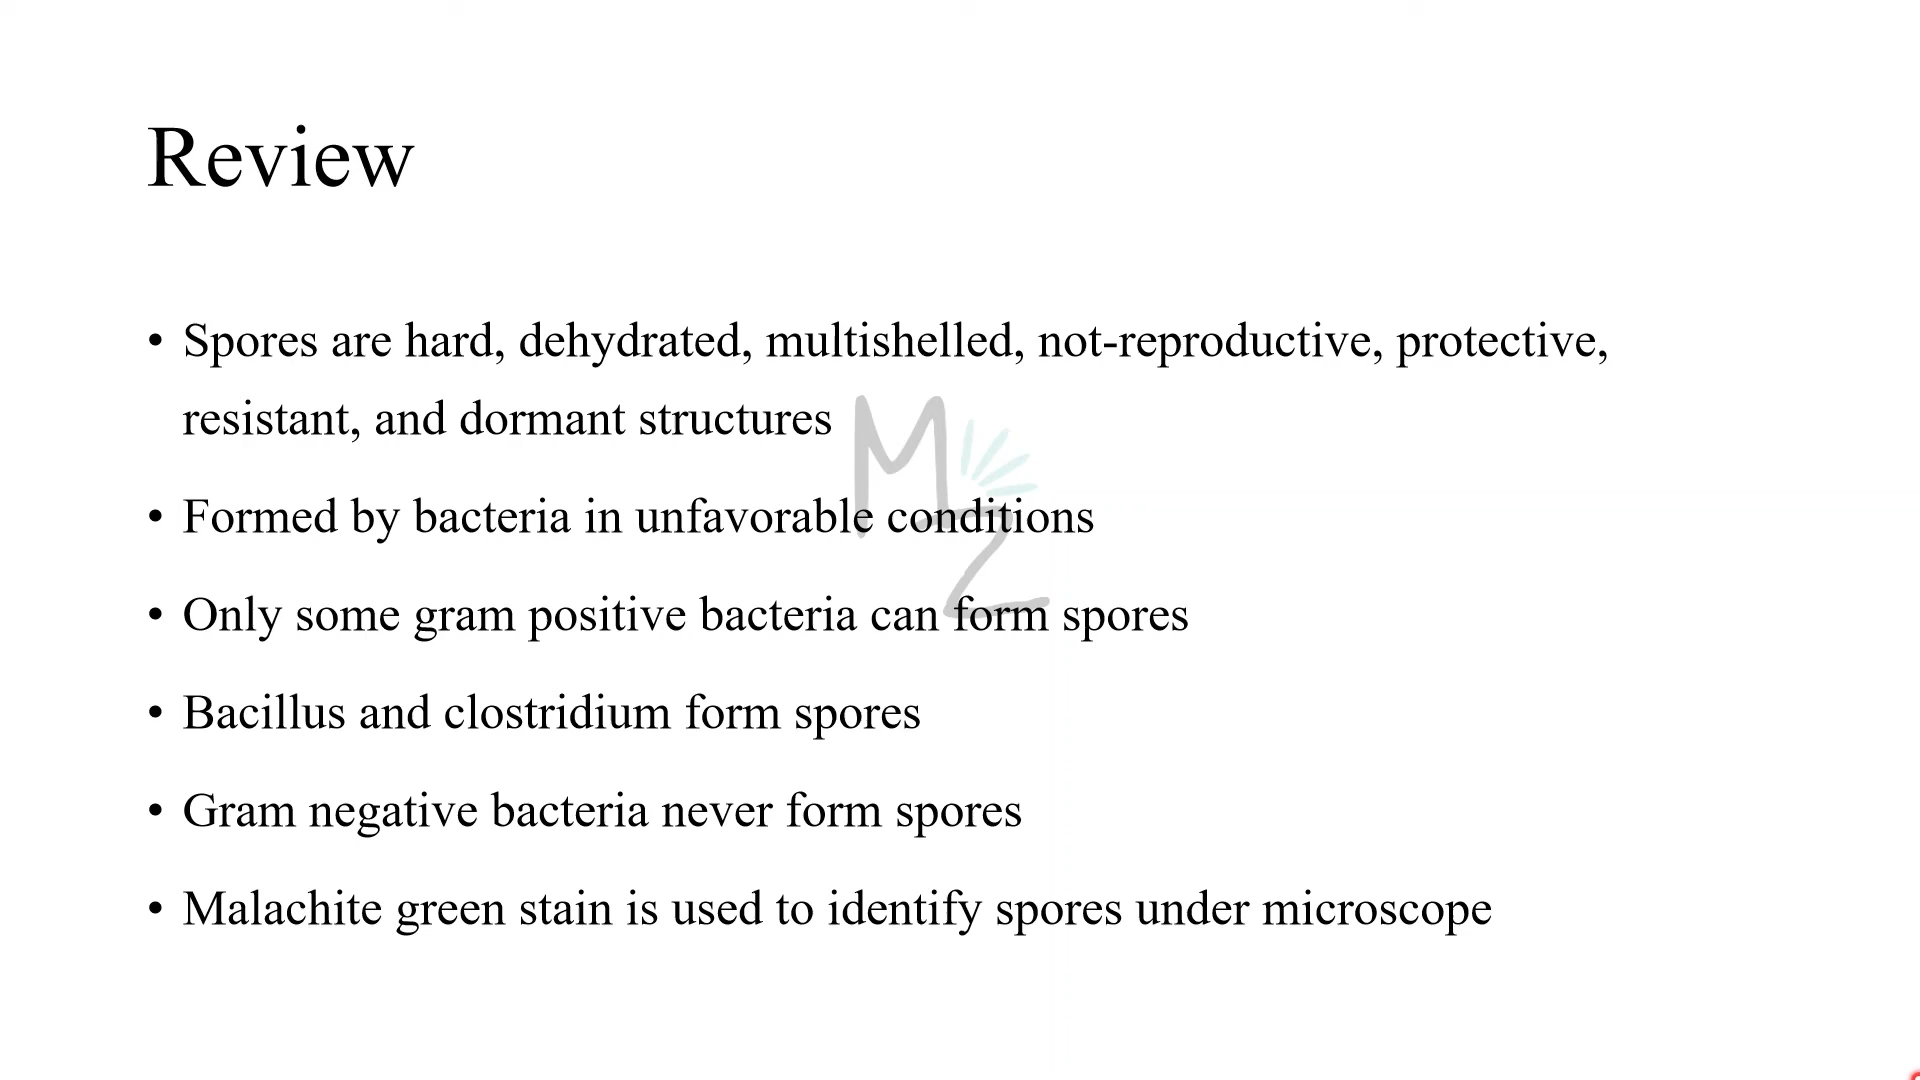 Review
• Spores are hard, dehydrated, multishelled, not-reproductive, protective,
resistant, and dormant structures
• Formed by bacteria in unfavorable conditions
• Only some gram positive bacteria can form spores
• Bacillus and clostridium form spores
• Gram negative bacteria never form spores
• Malachite green stain is used to identify spores under microscope
MZ